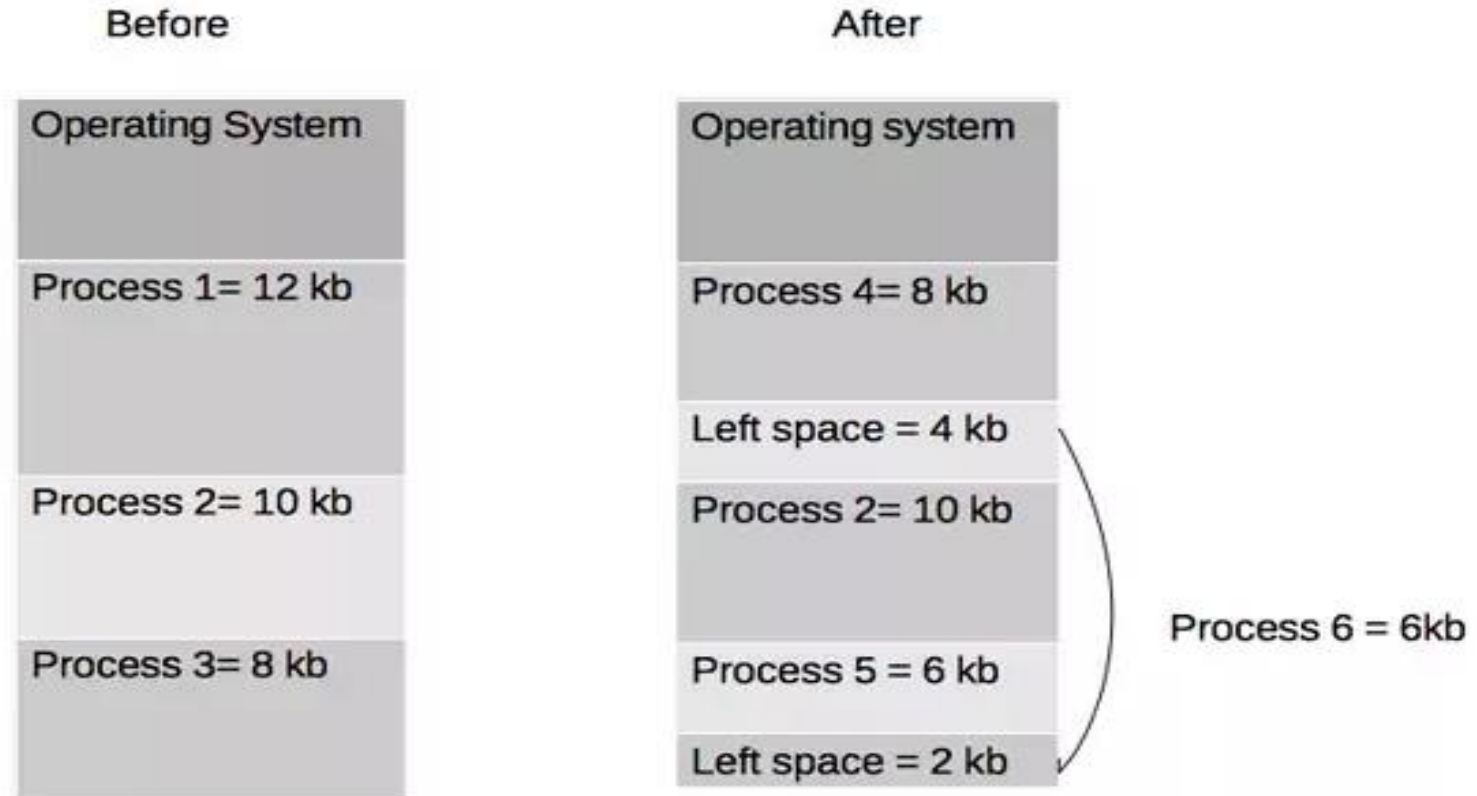 Before
Operating System
Process 1= 12 kb
Process 2= 10 kb
Process 3= 8 kb
After
Operating system
Process 4= 8 kb
Left space = 4 kb
Process 2= 10 kb
Process 5 = 6 kb
Left space = 2 kb
Process 6 = 6kb